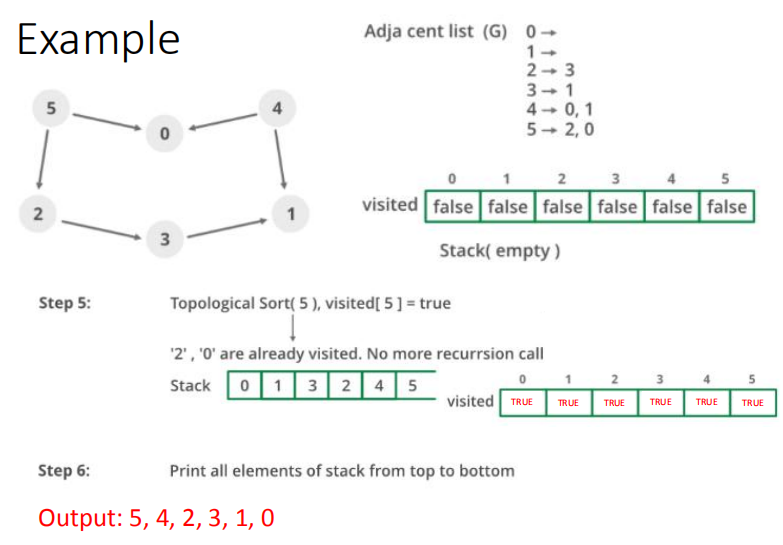 Example
Adja cent list (G) 0 →
1 →
2 → 3
3 → 1
4 → 0, 1
5 → 2, 0
5
4
0
2
1
3
0 1 2 3 4 5
visited false false false false false false
Stack( empty )
Step 5: Topological Sort( 5 ), visited[ 5 ] = true
'2' , '0' are already visited. No more recurrsion call
Stack 0 1 3 2 4 5
0 1 2 3 4 5
visited TRUE TRUE TRUE TRUE TRUE TRUE
Step 6: Print all elements of stack from top to bottom
Output: 5, 4, 2, 3, 1, 0